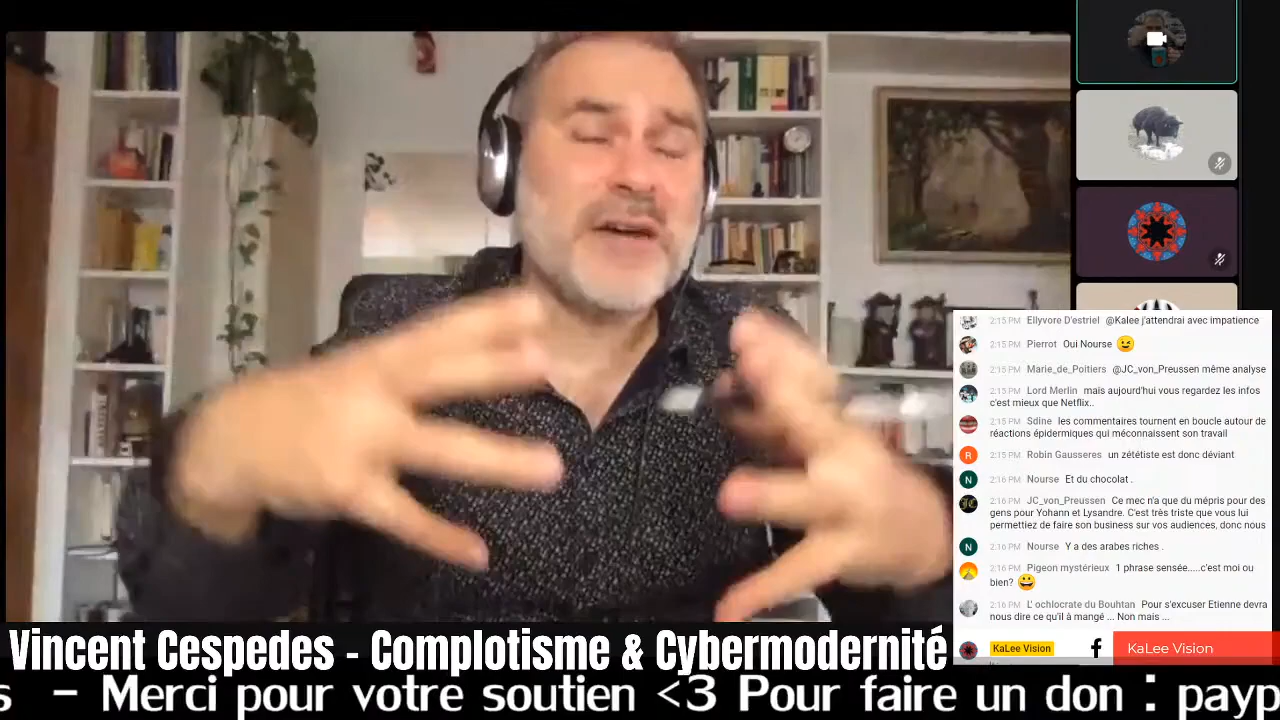 2:15 PM Ellyvore D'estriel @Kalee j'attendrai avec impatience
2:15 PM Pierrot Oui Nourse 😉
2:15 PM Marie_de_Poitiers @JC_von_Preussen même analyse
2:15 PM Lord Merlin mais aujourd'hui vous regardez les infos
c'est mieux que Netflix..
2:15 PM Sdine les commentaires tournent en boucle autour de
réactions épidermiques qui méconnaissent son travail
R 2:15 PM Robin Gausseres un zététiste est donc déviant
N 2:16 PM Nourse Et du chocolat .
2:16 PM JC_von_Preussen Ce mec n'a que du mépris pour des
gens pour Yohann et Lysandre. C'est très triste que vous lui
permettiez de faire son business sur vos audiences, donc nous
N 2:16 PM Nourse Y a des arabes riches .
2:16 PM Pigeon mystérieux 1 phrase sensée.....c'est moi ou
bien? 😀
2:16 PM L' ochlocrate du Bouhtan Pour s'excuser Etienne devra
nous dire ce qu'il à mangé ... Non mais ...
KaLee Vision
f KaLee Vision
Vincent Cespedes - Complotisme & Cybermodernité
s – Merci pour votre soutien <3 Pour faire un don : payp